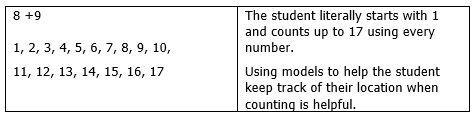 8 +9
1, 2, 3, 4, 5, 6, 7, 8, 9, 10,
11, 12, 13, 14, 15, 16, 17
The student literally starts with 1
and counts up to 17 using every
number.
Using models to help the student
keep track of their location when
counting is helpful.